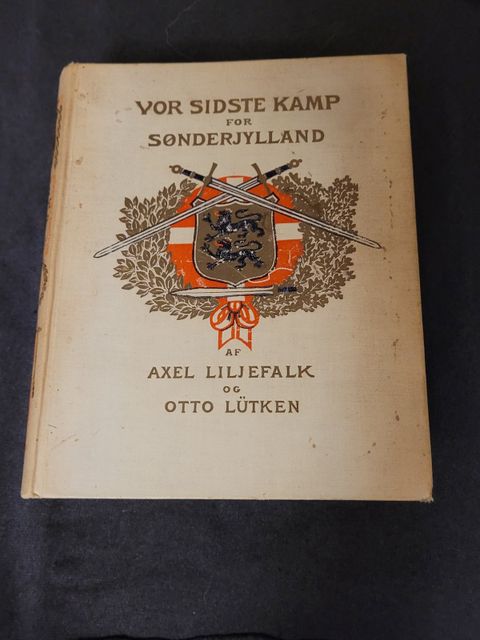 VOR SIDSTE KAMP
FOR
SØNDERJYLLAND
AF
AXEL LILJEFALK
OG
OTTO LÜTKEN